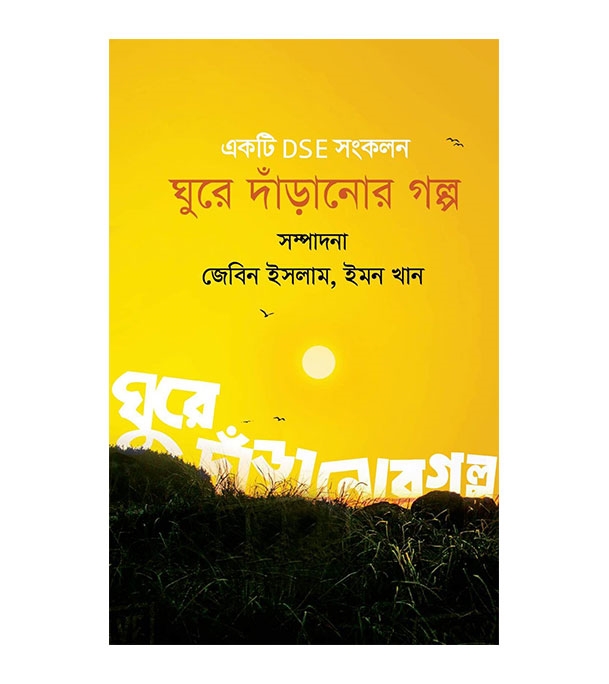 একটি DSE সংকলন
ঘুরে দাঁড়ানোর গল্প
সম্পাদনা
জেবিন ইসলাম, ইমন খান
ঘুরে
দাঁড়ানোর গল্প